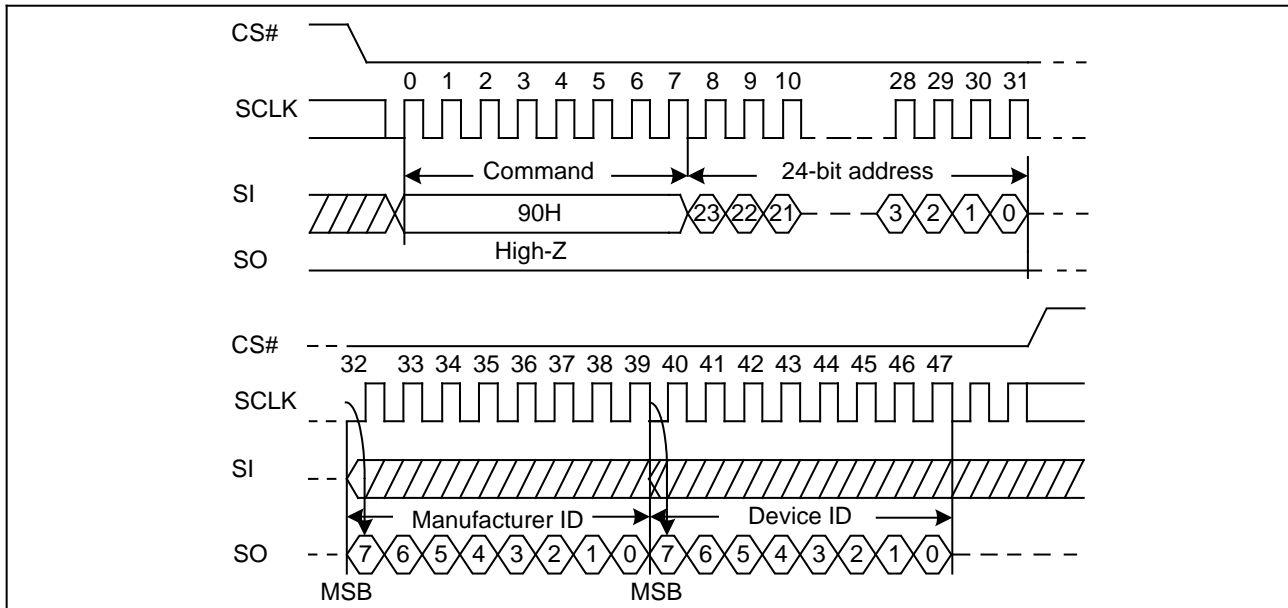 CS#
0 1 2 3 4 5 6 7 8 9 10 28 29 30 31
SCLK
Command 24-bit address
SI
90H 23 22 21 3 2 1 0
High-Z
SO
CS#
32 33 34 35 36 37 38 39 40 41 42 43 44 45 46 47
SCLK
SI
Manufacturer ID Device ID
SO 7 6 5 4 3 2 1 0 7 6 5 4 3 2 1 0
MSB MSB